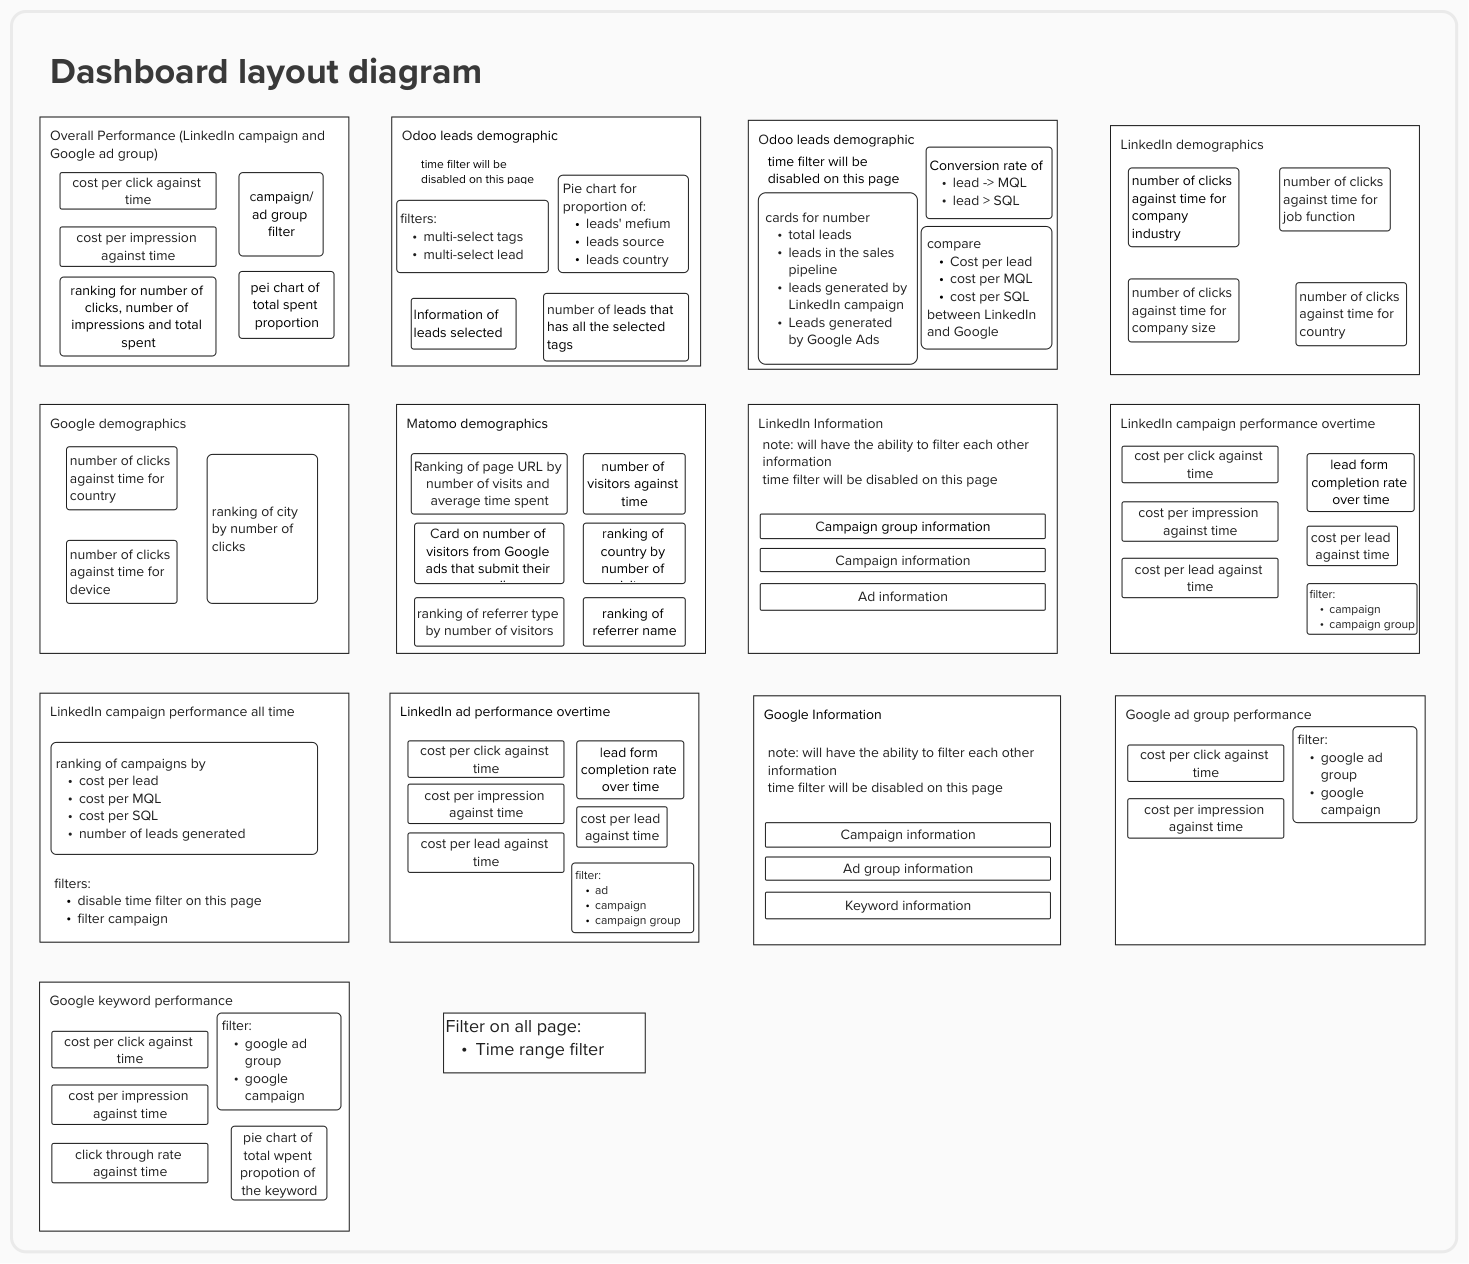 Dashboard layout diagram
Overall Performance (LinkedIn campaign and
Google ad group)
cost per click against
time
campaign/
ad group
filter
cost per impression
against time
ranking for number of
clicks, number of
impressions and total
spent
pei chart of
total spent
proportion
Odoo leads demographic
time filter will be
disabled on this page
filters:
• multi-select tags
• multi-select lead
Pie chart for
proportion of:
• leads' mefium
• leads source
• leads country
Information of
leads selected
number of leads that
has all the selected
tags
Odoo leads demographic
time filter will be
disabled on this page
Conversion rate of
• lead -> MQL
• lead > SQL
cards for number
• total leads
• leads in the sales
pipeline
• leads generated by
LinkedIn campaign
• Leads generated
by Google Ads
compare
• Cost per lead
• cost per MQL
• cost per SQL
between LinkedIn
and Google
LinkedIn demographics
number of clicks
against time for
company
industry
number of clicks
against time for
job function
number of clicks
against time for
company size
number of clicks
against time for
country
Google demographics
number of clicks
against time for
country
ranking of city
by number of
clicks
number of clicks
against time for
device
Matomo demographics
Ranking of page URL by
number of visits and
average time spent
number of
visitors against
time
Card on number of
visitors from Google
ads that submit their
ranking of
country by
number of
ranking of referrer type
by number of visitors
ranking of
referrer name
LinkedIn Information
note: will have the ability to filter each other
information
time filter will be disabled on this page
Campaign group information
Campaign information
Ad information
LinkedIn campaign performance overtime
cost per click against
time
lead form
completion rate
over time
cost per impression
against time
cost per lead
against time
cost per lead against
time
filter:
• campaign
• campaign group
LinkedIn campaign performance all time
ranking of campaigns by
• cost per lead
• cost per MQL
• cost per SQL
• number of leads generated
filters:
• disable time filter on this page
• filter campaign
LinkedIn ad performance overtime
cost per click against
time
lead form
completion rate
over time
cost per impression
against time
cost per lead
against time
cost per lead against
time
filter:
• ad
• campaign
• campaign group
Google Information
note: will have the ability to filter each other
information
time filter will be disabled on this page
Campaign information
Ad group information
Keyword information
Google ad group performance
cost per click against
time
filter:
• google ad
group
• google
campaign
cost per impression
against time
Google keyword performance
cost per click against
time
filter:
• google ad
group
• google
campaign
cost per impression
against time
click through rate
against time
pie chart of
total wpent
propotion of
the keyword
Filter on all page:
• Time range filter